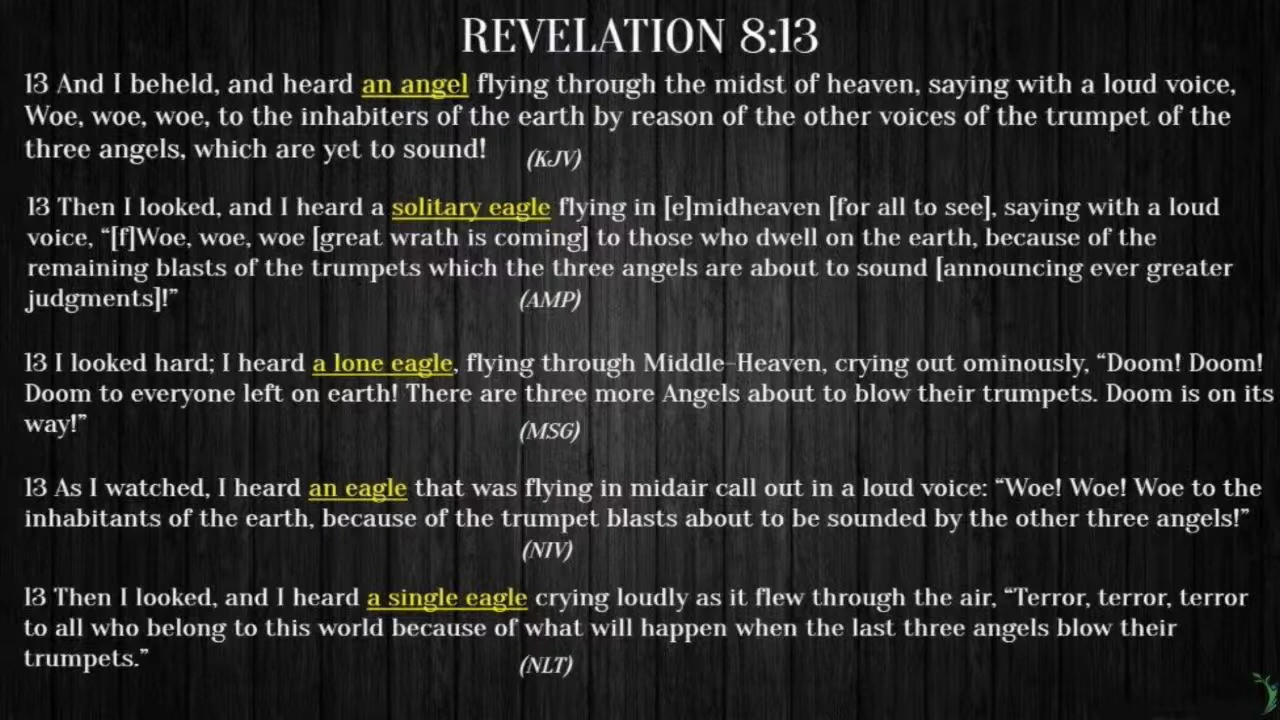 REVELATION 8:13
13 And I beheld, and heard an angel flying through the midst of heaven, saying with a loud voice,
Woe, woe, woe, to the inhabiters of the earth by reason of the other voices of the trumpet of the
three angels, which are yet to sound! (KJV)
13 Then I looked, and I heard a solitary eagle flying in [e]midheaven [for all to see], saying with a loud
voice, “[f]Woe, woe, woe [great wrath is coming] to those who dwell on the earth, because of the
remaining blasts of the trumpets which the three angels are about to sound [announcing ever greater
judgments]!” (AMP)
13 I looked hard; I heard a lone eagle, flying through Middle-Heaven, crying out ominously, “Doom! Doom!
Doom to everyone left on earth! There are three more Angels about to blow their trumpets. Doom is on its
way!” (MSG)
13 As I watched, I heard an eagle that was flying in midair call out in a loud voice: “Woe! Woe! Woe to the
inhabitants of the earth, because of the trumpet blasts about to be sounded by the other three angels!”
(NIV)
13 Then I looked, and I heard a single eagle crying loudly as it flew through the air, “Terror, terror, terror
to all who belong to this world because of what will happen when the last three angels blow their
trumpets.” (NLT)